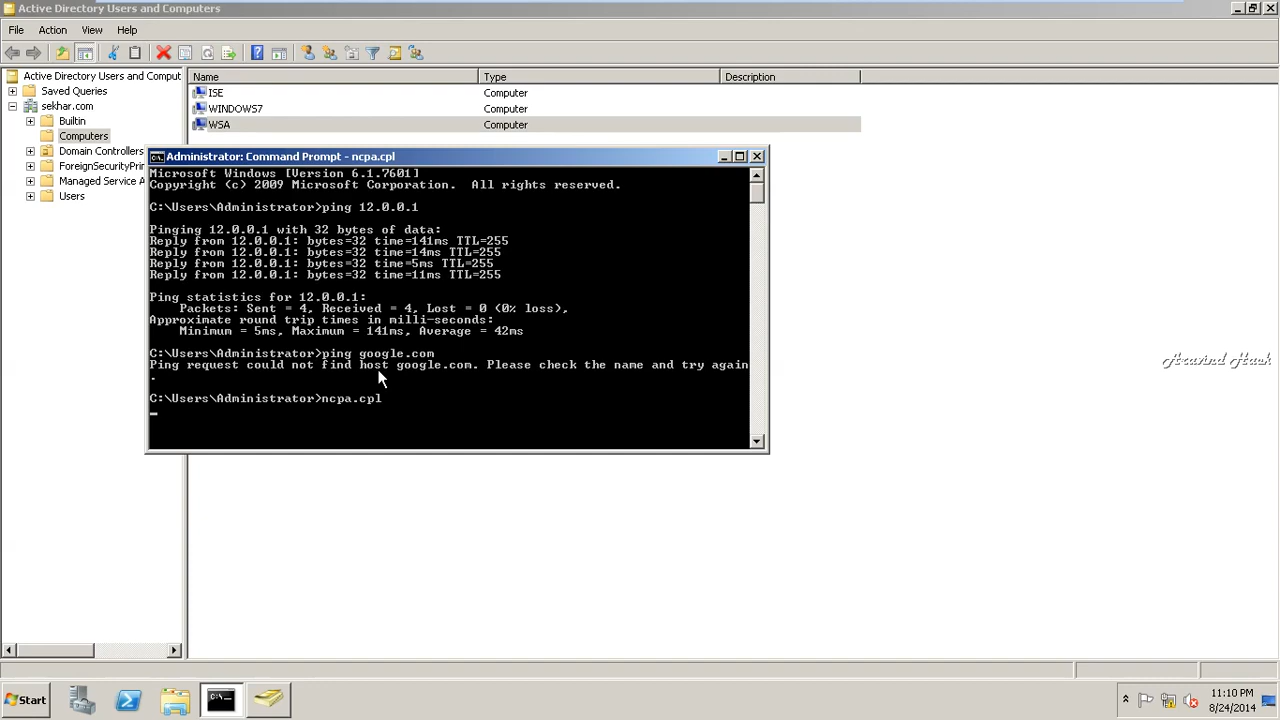 Active Directory Users and Computers
File Action View Help
Active Directory Users and Comput
Saved Queries
sekhar.com
Builtin
Computers
Domain Controllers
ForeignSecurityPrin
Managed Service A
Users
Name Type Description
ISE Computer
WINDOWS7 Computer
WSA Computer
Administrator: Command Prompt - ncpa.cpl
Microsoft Windows [Version 6.1.7601]
Copyright (c) 2009 Microsoft Corporation. All rights reserved.
C:\Users\Administrator>ping 12.0.0.1
Pinging 12.0.0.1 with 32 bytes of data:
Reply from 12.0.0.1: bytes=32 time=141ms TTL=255
Reply from 12.0.0.1: bytes=32 time=14ms TTL=255
Reply from 12.0.0.1: bytes=32 time=5ms TTL=255
Reply from 12.0.0.1: bytes=32 time=11ms TTL=255
Ping statistics for 12.0.0.1:
Packets: Sent = 4, Received = 4, Lost = 0 (0% loss),
Approximate round trip times in milli-seconds:
Minimum = 5ms, Maximum = 141ms, Average = 42ms
C:\Users\Administrator>ping google.com
Ping request could not find host google.com. Please check the name and try again
.
C:\Users\Administrator>ncpa.cpl
Aravind Hask
Start
11:10 PM
8/24/2014